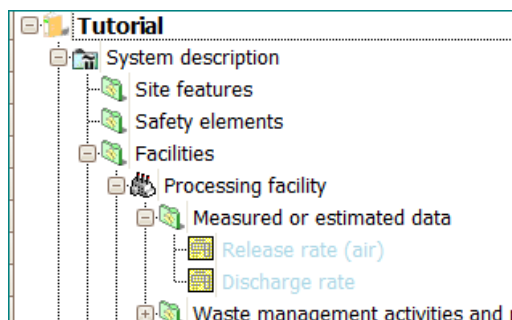 Tutorial
System description
Site features
Safety elements
Facilities
Processing facility
Measured or estimated data
Release rate (air)
Discharge rate
Waste management activities and